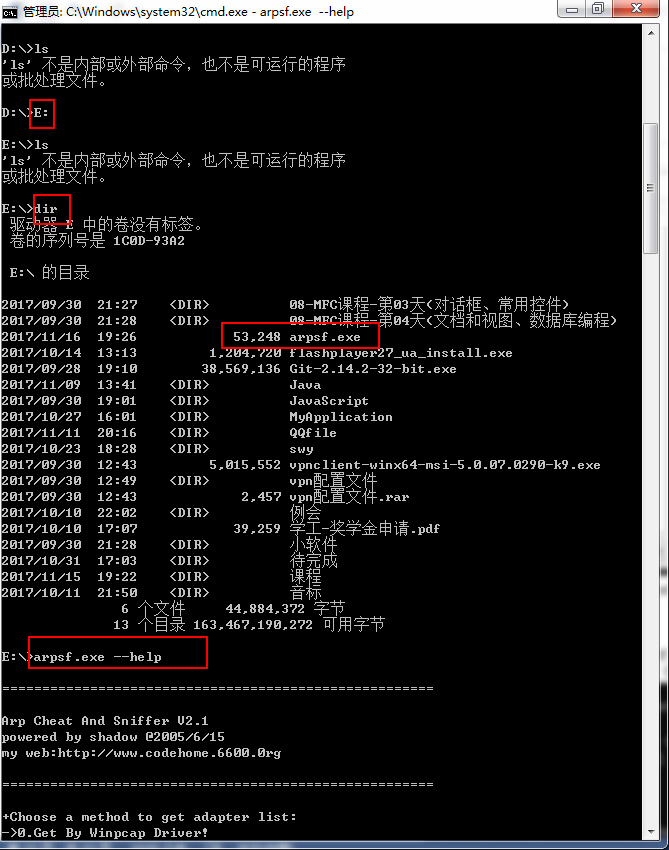 管理员: C:\Windows\system32\cmd.exe - arpsf.exe  --help
D:\>ls
'ls' 不是内部或外部命令，也不是可运行的程序
或批处理文件。
D:\>E:
E:\>ls
'ls' 不是内部或外部命令，也不是可运行的程序
或批处理文件。
E:\>dir
 驱动器 E 中的卷没有标签。
 卷的序列号是 1C0D-93A2
 E:\ 的目录
2017/09/30  21:27    <DIR>          08-MFC课程-第03天(对话框、常用控件)
2017/09/30  21:28    <DIR>          08-MFC课程-第04天(文档和视图、数据库编程)
2017/11/16  19:26            53,248 arpsf.exe
2017/10/14  13:13         1,204,720 flashplayer27_ua_install.exe
2017/09/28  19:10        38,569,136 Git-2.14.2-32-bit.exe
2017/11/09  13:41    <DIR>          Java
2017/09/30  19:01    <DIR>          JavaScript
2017/10/27  16:01    <DIR>          MyApplication
2017/11/11  20:16    <DIR>          QQfile
2017/10/23  18:28    <DIR>          swy
2017/09/30  12:43         5,015,552 vpnclient-winx64-msi-5.0.07.0290-k9.exe
2017/09/30  12:49    <DIR>          vpn配置文件
2017/09/30  12:43             2,457 vpn配置文件.rar
2017/10/10  22:02    <DIR>          例会
2017/10/10  17:07            39,259 学工-奖学金申请.pdf
2017/09/30  21:28    <DIR>          小软件
2017/10/31  17:03    <DIR>          待完成
2017/11/15  19:22    <DIR>          课程
2017/10/11  21:50    <DIR>          音标
               6 个文件     44,884,372 字节
              13 个目录 163,467,190,272 可用字节
E:\>arpsf.exe --help
======================================================
Arp Cheat And Sniffer V2.1
powered by shadow @2005/6/15
my web:http://www.codehome.6600.0rg
======================================================
+Choose a method to get adapter list:
->0.Get By Winpcap Driver!